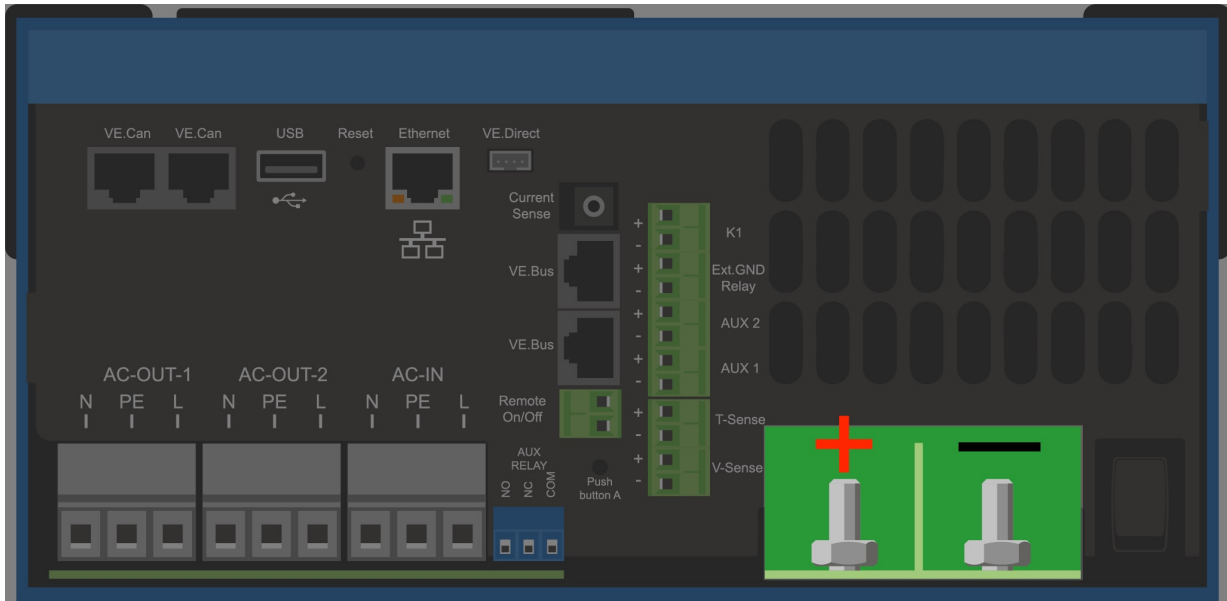 VE.Can VE.Can USB Reset Ethernet VE.Direct
Current
Sense
+
-
K1
VE.Bus
+
-
Ext.GND
Relay
+
-
AUX 2
VE.Bus
+
-
AUX 1
AC-OUT-1 AC-OUT-2 AC-IN
N PE L N PE L N PE L
Remote
On/Off
+
-
T-Sense
+
-
V-Sense
AUX
RELAY
NO NC COM
Push
button A
+ -